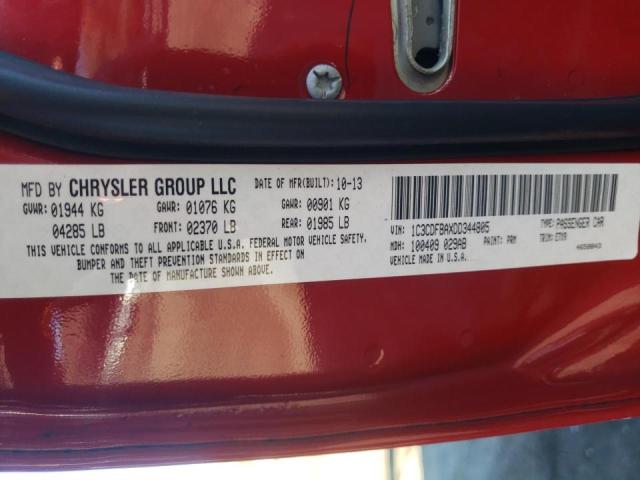 MFD BY CHRYSLER GROUP LLC DATE OF MFR(BUILT): 10-13
GVWR: 01944 KG GAWR: 01076 KG GAWR: 00901 KG
04285 LB FRONT: 02370 LB REAR: 01985 LB
THIS VEHICLE CONFORMS TO ALL APPLICABLE U.S.A. FEDERAL MOTOR VEHICLE SAFETY,
BUMPER AND THEFT PREVENTION STANDARDS IN EFFECT ON
THE DATE OF MANUFACTURE SHOWN ABOVE.
VIN: 1C3CDFBAXDD344905 TYPE: PASSENGER CAR
MDH: 100409 029AB PAINT: PRM TRIM:
VEHICLE MADE IN U.S.A.